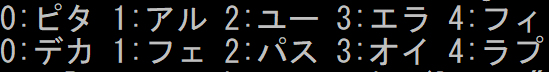 0:ピタ 1:アル 2:ユー 3:エラ 4:フィ
0:デカ 1:フェ 2:パス 3:オイ 4:ラプ